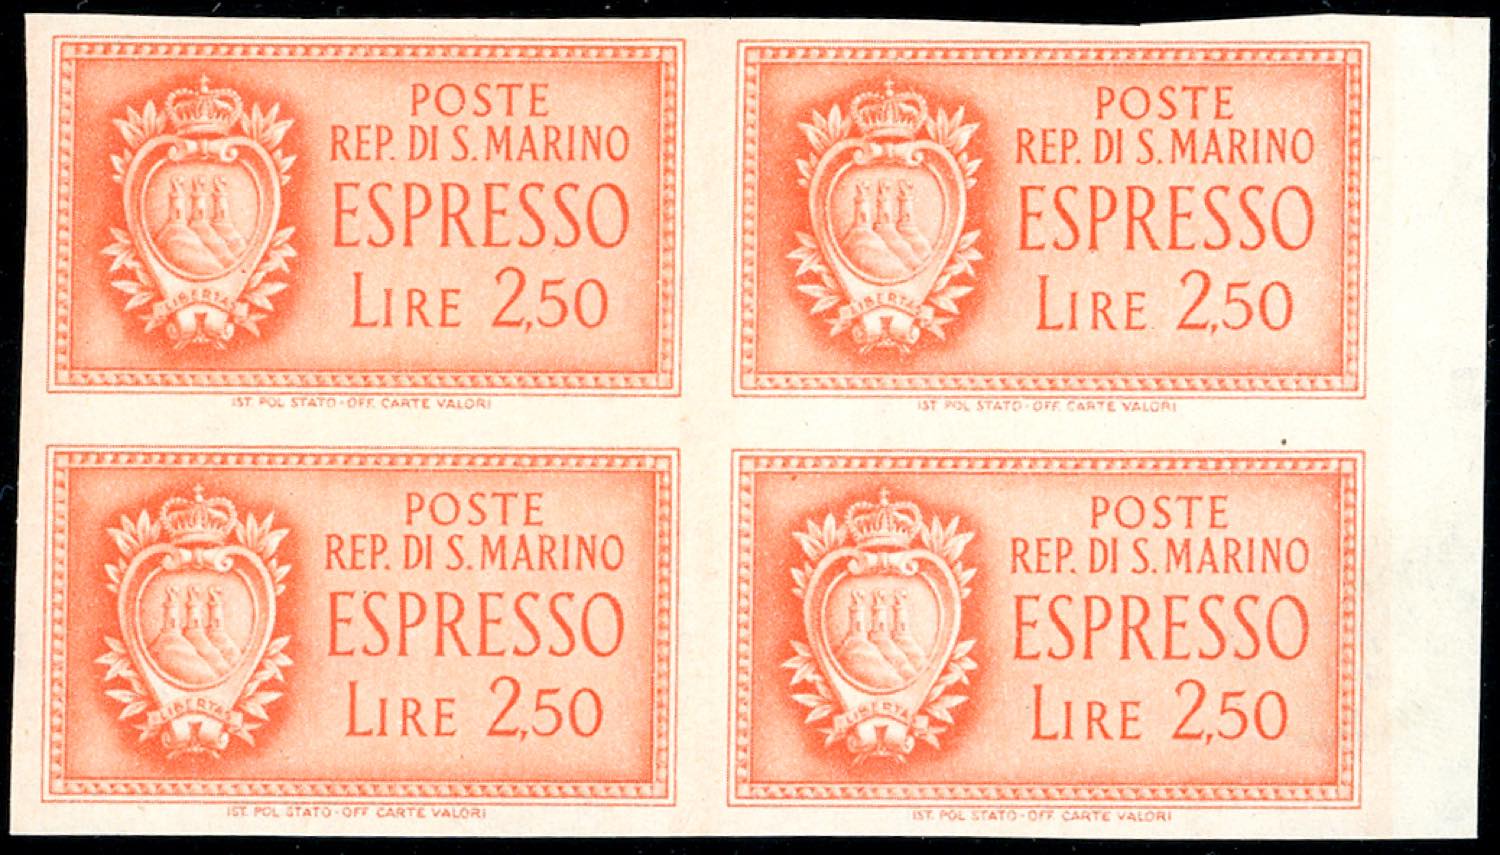 POSTE
REP. DI S. MARINO
ESPRESSO
LIRE 2,50
LIBERTAS
IST. POL STATO - OFF. CARTE VALORI
POSTE
REP. DI S. MARINO
ESPRESSO
LIRE 2,50
LIBERTAS
IST. POL STATO - OFF. CARTE VALORI
POSTE
REP. DI S. MARINO
ESPRESSO
LIRE 2,50
LIBERTAS
IST. POL STATO - OFF. CARTE VALORI
POSTE
REP. DI S. MARINO
ESPRESSO
LIRE 2,50
LIBERTAS
IST. POL STATO - OFF. CARTE VALORI